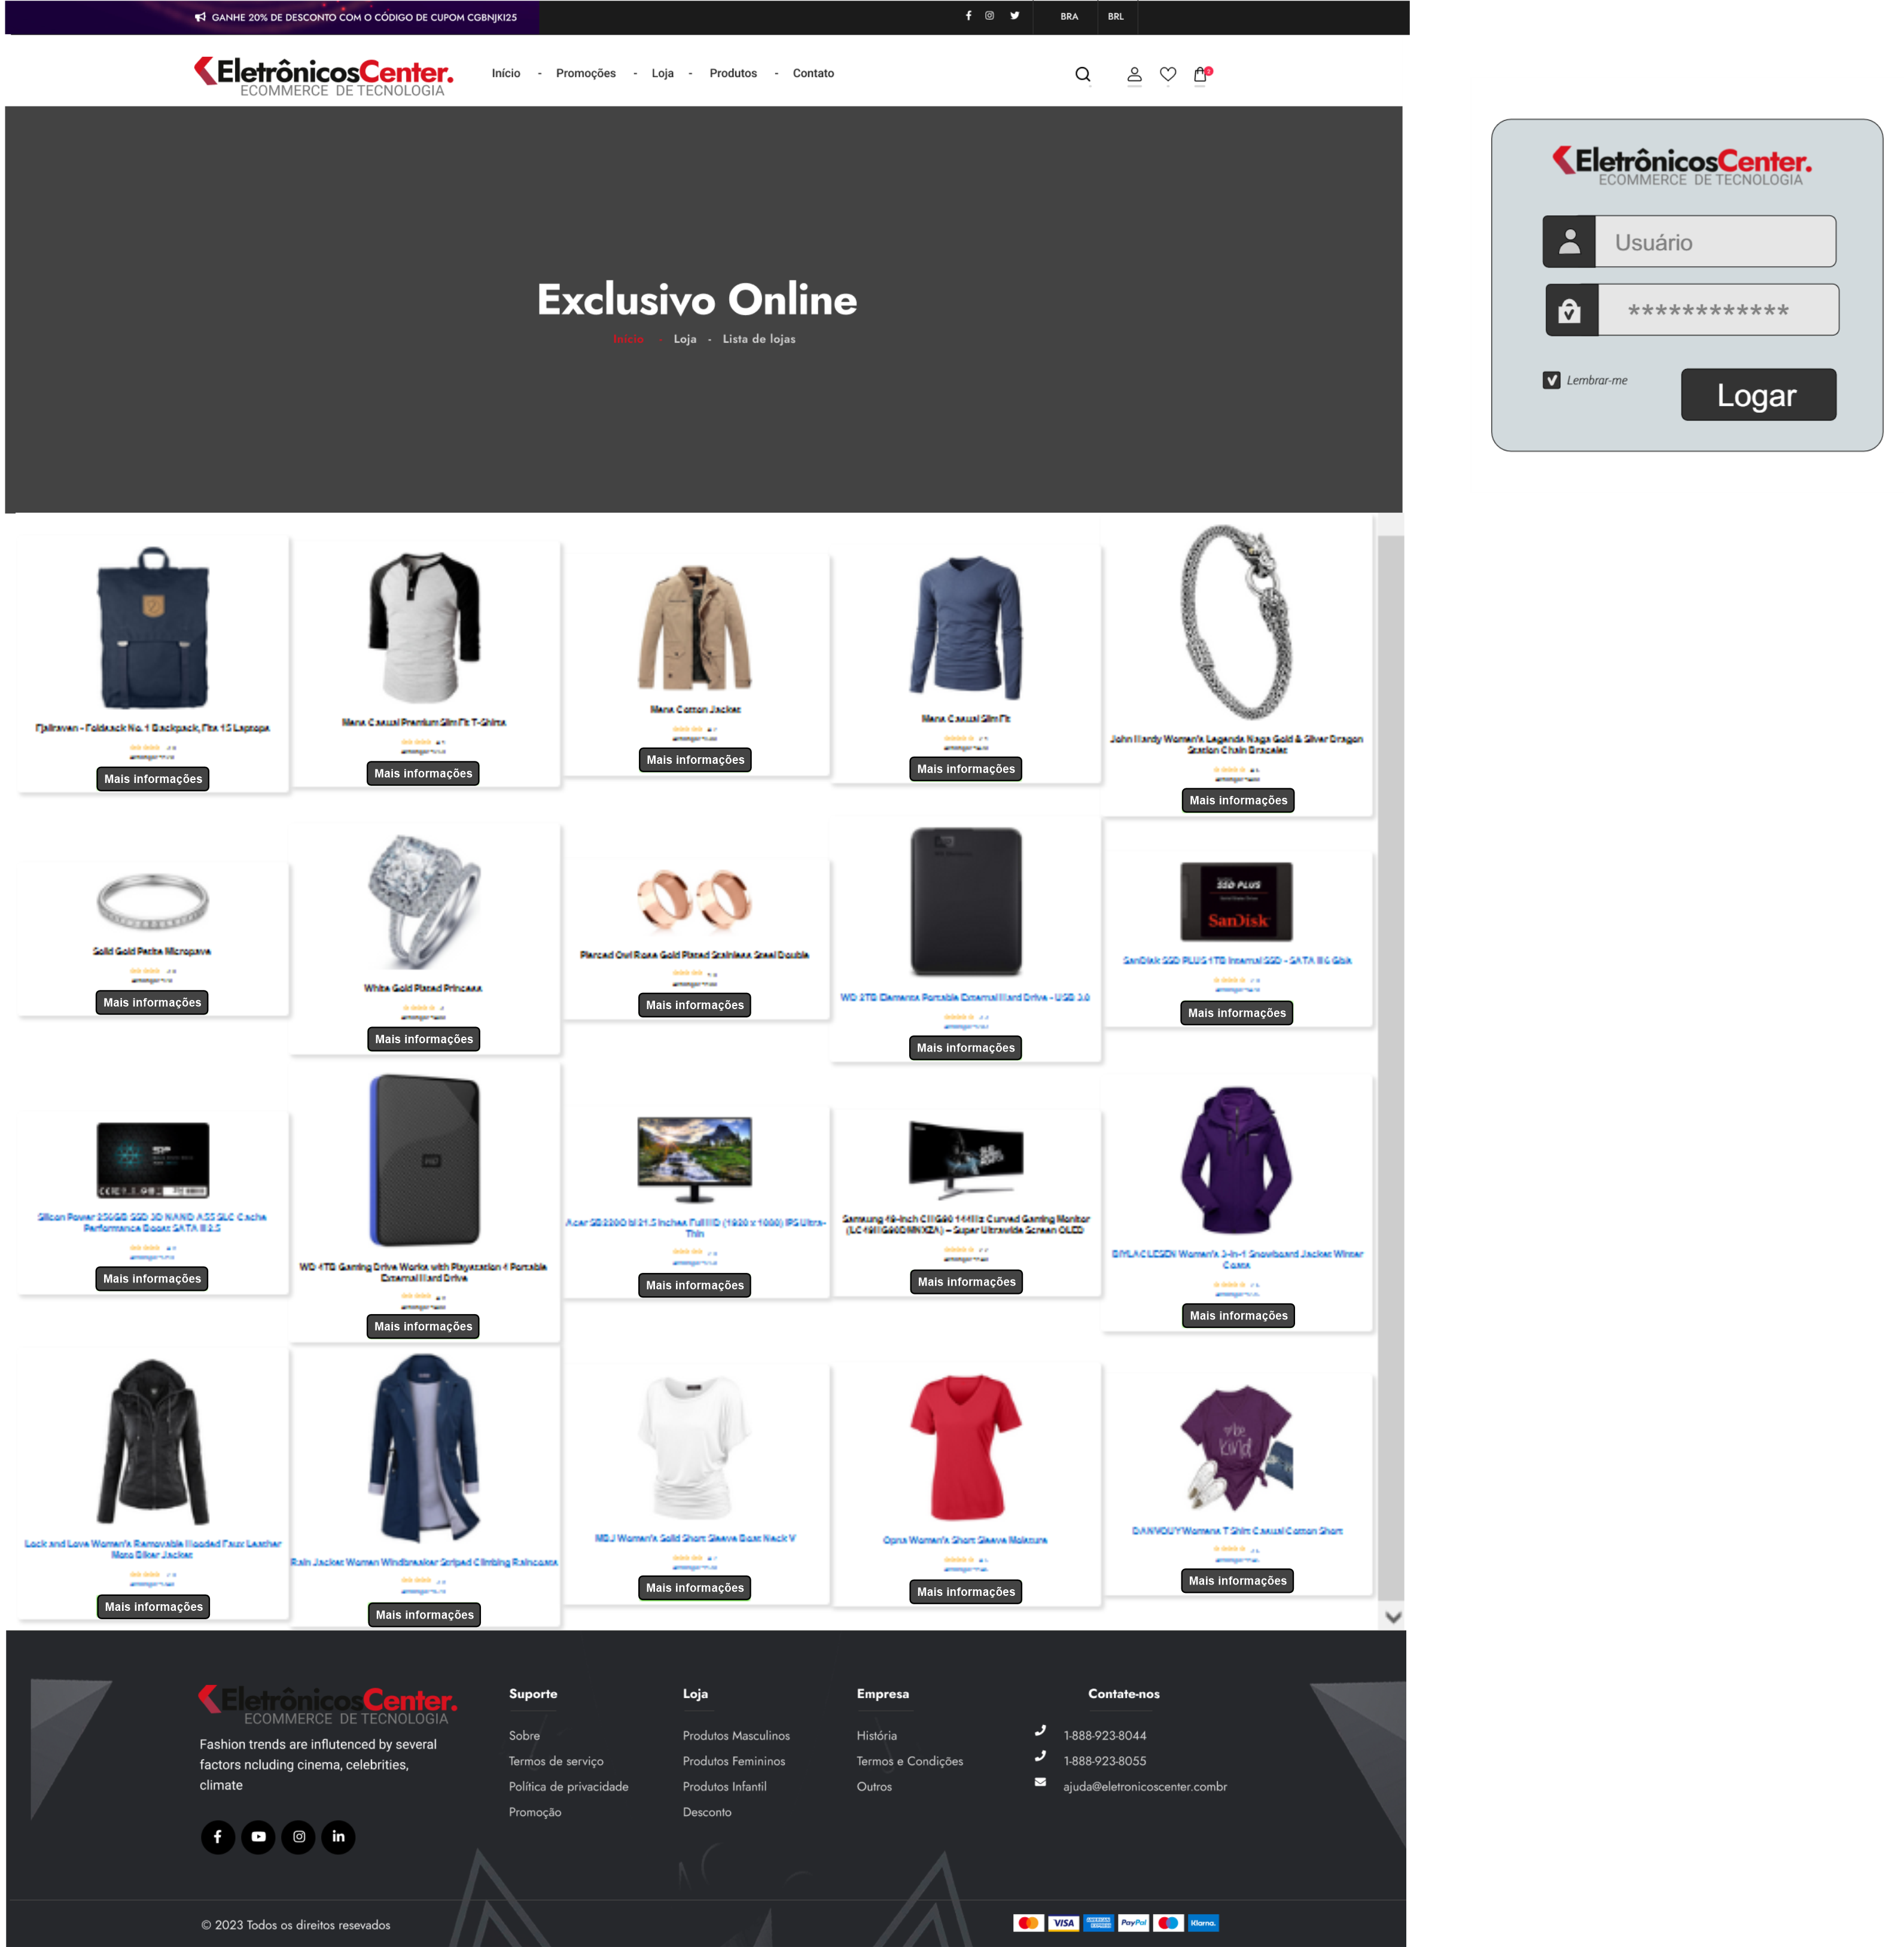 GANHE 20% DE DESCONTO COM O CÓDIGO DE CUPOM CGBNJKI25
BRA
BRL
EletrônicosCenter.
ECOMMERCE DE TECNOLOGIA
Início - Promoções - Loja - Produtos - Contato
Exclusivo Online
Início - Loja - Lista de lojas
EletrônicosCenter.
ECOMMERCE DE TECNOLOGIA
Usuário
************
Lembrar-me
Logar
Fjallraven - Foldsack No. 1 Backpack, Fits 15 Laptops
Mais informações
Mens Casual Premium Slim Fit T-Shirts
Mais informações
Mens Cotton Jacket
Mais informações
Mens Casual Slim Fit
Mais informações
John Hardy Women's Legends Naga Gold & Silver Dragon
Station Chain Bracelet
Mais informações
Solid Gold Petite Micropave
Mais informações
White Gold Plated Princess
Mais informações
Pierced Owl Rose Gold Plated Stainless Steel Double
Mais informações
WD 2TB Elements Portable External Hard Drive - USB 3.0
Mais informações
SSD PLUS
SanDisk
SanDisk SSD PLUS 1TB Internal SSD - SATA III 6 Gb/s
Mais informações
Silicon Power 256GB SSD 3D NAND A55 SLC Cache
Performance Boost SATA III 2.5
Mais informações
WD 4TB Gaming Drive Works with Playstation 4 Portable
External Hard Drive
Mais informações
Acer SB220Q bi 21.5 inches Full HD (1920 x 1080) IPS Ultra-
Thin
Mais informações
Samsung 49-Inch CHG90 144Hz Curved Gaming Monitor
(LC49HG90DMNXZA) – Super Ultrawide Screen QLED
Mais informações
BIYLACLESEN Women's 3-in-1 Snowboard Jacket Winter
Coats
Mais informações
Lock and Love Women's Removable Hooded Faux Leather
Moto Biker Jacket
Mais informações
Rain Jacket Women Windbreaker Striped Climbing Raincoats
Mais informações
MBJ Women's Solid Short Sleeve Boat Neck V
Mais informações
Opna Women's Short Sleeve Moisture
Mais informações
be
kind
DANVOUY Womens T Shirt Casual Cotton Short
Mais informações
EletrônicosCenter.
ECOMMERCE DE TECNOLOGIA
Fashion trends are influtenced by several
factors ncluding cinema, celebrities,
climate
Suporte
Sobre
Termos de serviço
Política de privacidade
Promoção
Loja
Produtos Masculinos
Produtos Femininos
Produtos Infantil
Desconto
Empresa
História
Termos e Condições
Outros
Contate-nos
1-888-923-8044
1-888-923-8055
ajuda@eletronicoscenter.combr
© 2023 Todos os direitos resevados
VISA
AMERICAN EXPRESS
PayPal
Klarna.